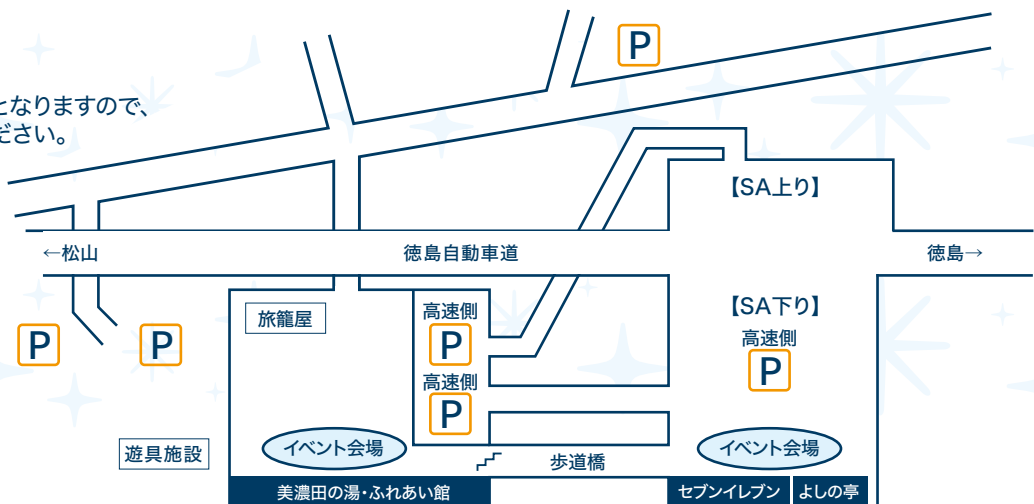 P
となりますので、
ださい。
【SA上り】
←松山
徳島自動車道
徳島→
旅籠屋
高速側
P
高速側
P
【SA下り】
高速側
P
P
P
遊具施設
イベント会場
歩道橋
イベント会場
美濃田の湯・ふれあい館
セブンイレブン
よしの亭